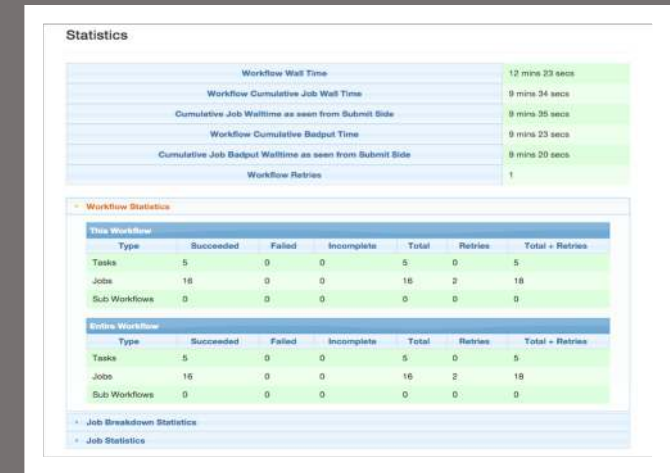 Statistics
Workflow Wall Time 12 mins 23 secs
Workflow Cumulative Job Wall Time 9 mins 34 secs
Cumulative Job Walltime as seen from Submit Side 9 mins 35 secs
Workflow Cumulative Badput Time 9 mins 23 secs
Cumulative Job Badput Walltime as seen from Submit Side 9 mins 20 secs
Workflow Retries 1
Workflow Statistics
This Workflow
Type Succeeded Failed Incomplete Total Retries Total + Retries
Tasks 5 0 0 5 0 5
Jobs 16 0 0 16 2 18
Sub Workflows 0 0 0 0 0 0
Entire Workflow
Type Succeeded Failed Incomplete Total Retries Total + Retries
Tasks 5 0 0 5 0 5
Jobs 16 0 0 16 2 18
Sub Workflows 0 0 0 0 0 0
Job Breakdown Statistics
Job Statistics